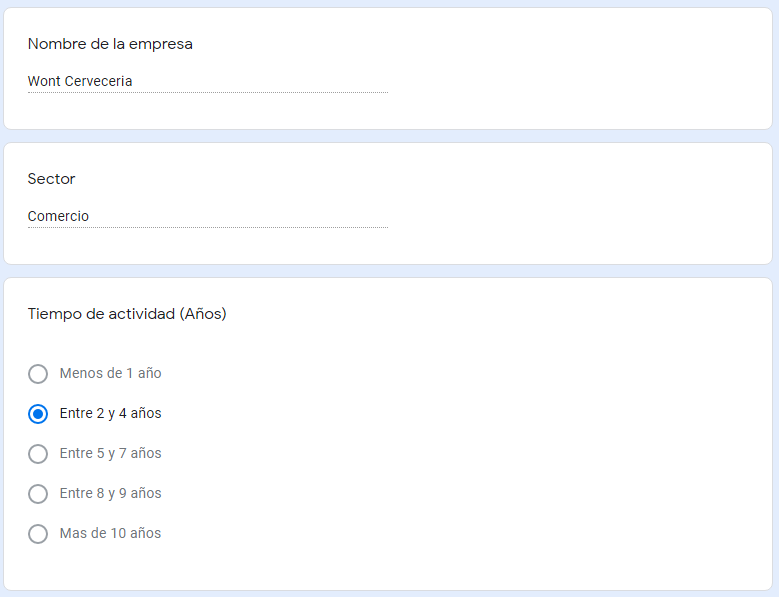 Nombre de la empresa
Wont Cerveceria
Sector
Comercio
Tiempo de actividad (Años)
Menos de 1 año
Entre 2 y 4 años
Entre 5 y 7 años
Entre 8 y 9 años
Mas de 10 años